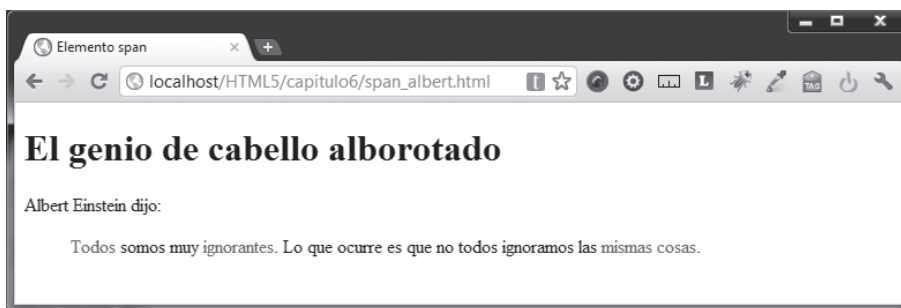 Elemento span
localhost/HTML5/capitulo6/span_albert.html
L
TAG
El genio de cabello alborotado
Albert Einstein dijo:
Todos somos muy ignorantes. Lo que ocurre es que no todos ignoramos las mismas cosas.